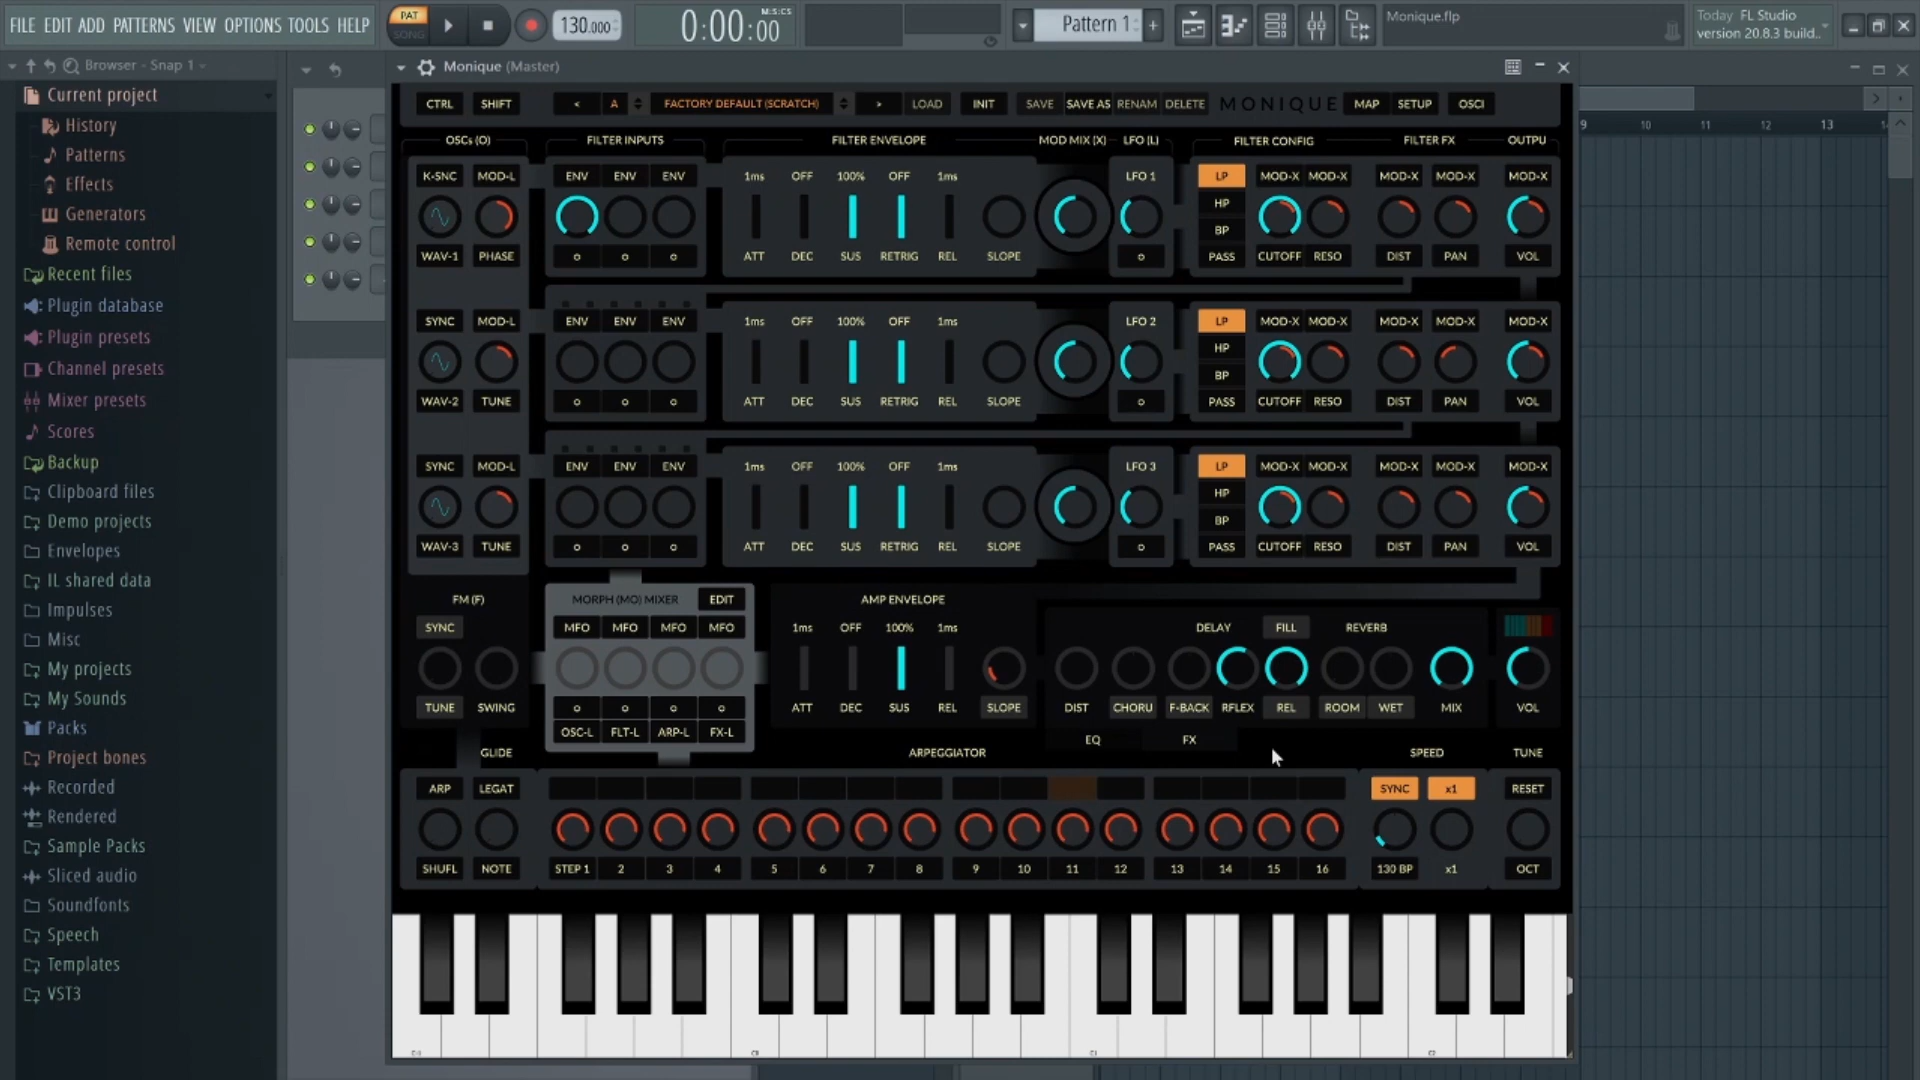 FILE EDIT ADD PATTERNS VIEW OPTIONS TOOLS HELP
PAT
SONG
130.000
0:00:00
M:S:CS
Pattern 1
+
Monique.flp
Today FL Studio
version 20.8.3 build..
Browser - Snap 1
Current project
History
Patterns
Effects
Generators
Remote control
Recent files
Plugin database
Plugin presets
Channel presets
Mixer presets
Scores
Backup
Clipboard files
Demo projects
Envelopes
IL shared data
Impulses
Misc
My projects
My Sounds
Packs
Project bones
Recorded
Rendered
Sample Packs
Sliced audio
Soundfonts
Speech
Templates
VST3
Monique (Master)
9 10 11 12 13
CTRL SHIFT < A FACTORY DEFAULT (SCRATCH) > LOAD INIT SAVE SAVE AS RENAM DELETE MONIQUE MAP SETUP OSCI
OSCs (O) FILTER INPUTS FILTER ENVELOPE MOD MIX (X) LFO (L) FILTER CONFIG FILTER FX OUTPU
K-SNC MOD-L ENV ENV ENV 1ms OFF 100% OFF 1ms LFO 1 LP MOD-X MOD-X MOD-X MOD-X MOD-X
HP
BP
WAV-1 PHASE o o o ATT DEC SUS RETRIG REL SLOPE o PASS CUTOFF RESO DIST PAN VOL
SYNC MOD-L ENV ENV ENV 1ms OFF 100% OFF 1ms LFO 2 LP MOD-X MOD-X MOD-X MOD-X MOD-X
HP
BP
WAV-2 TUNE o o o ATT DEC SUS RETRIG REL SLOPE o PASS CUTOFF RESO DIST PAN VOL
SYNC MOD-L ENV ENV ENV 1ms OFF 100% OFF 1ms LFO 3 LP MOD-X MOD-X MOD-X MOD-X MOD-X
HP
BP
WAV-3 TUNE o o o ATT DEC SUS RETRIG REL SLOPE o PASS CUTOFF RESO DIST PAN VOL
FM (F) MORPH (MO) MIXER EDIT AMP ENVELOPE
SYNC MFO MFO MFO MFO 1ms OFF 100% 1ms DELAY FILL REVERB
TUNE SWING o o o o ATT DEC SUS REL SLOPE DIST CHORU F-BACK RFLEX REL ROOM WET MIX VOL
OSC-L FLT-L ARP-L FX-L
EQ FX
GLIDE ARPEGGIATOR SPEED TUNE
ARP LEGAT SYNC x1 RESET
SHUFL NOTE STEP 1 2 3 4 5 6 7 8 9 10 11 12 13 14 15 16 130 BP x1 OCT